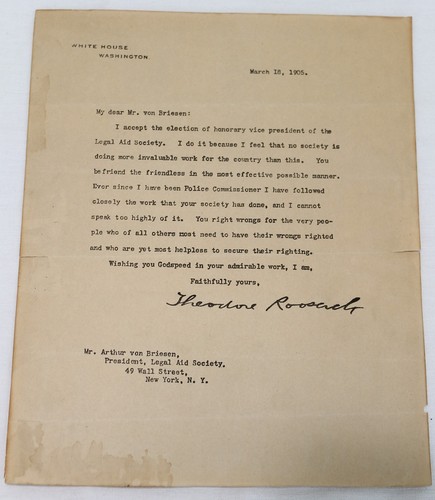 WHITE HOUSE
WASHINGTON
March 18, 1905.
My dear Mr. von Briesen:
I accept the election of honorary vice president of the
Legal Aid Society. I do it because I feel that no society is
doing more invaluable work for the country than this. You
befriend the friendless in the most effective possible manner.
Ever since I have been Police Commissioner I have followed
closely the work that your society has done, and I cannot
speak too highly of it. You right wrongs for the very peo-
ple who of all others most need to have their wrongs righted
and who are yet most helpless to secure their righting.
Wishing you Godspeed in your admirable work, I am,
Faithfully yours,
Theodore Roosevelt
Mr. Arthur von Briesen,
President, Legal Aid Society.
49 Wall Street,
New York, N. Y.